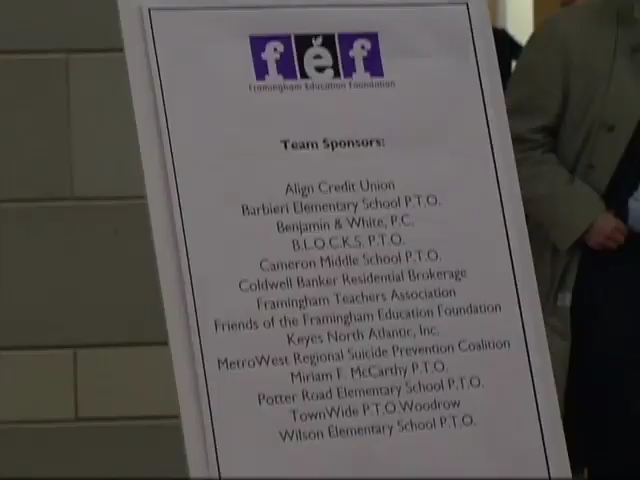 fef
Framingham Education Foundation
Team Sponsors:
Align Credit Union
Barbieri Elementary School P.T.O.
Benjamin & White, P.C.
B.L.O.C.K.S. P.T.O.
Cameron Middle School P.T.O.
Coldwell Banker Residential Brokerage
Framingham Teachers Association
Friends of the Framingham Education Foundation
Keyes North Atlantic, Inc.
MetroWest Regional Suicide Prevention Coalition
Miriam F. McCarthy P.T.O.
Potter Road Elementary School P.T.O.
TownWide P.T.O.Woodrow
Wilson Elementary School P.T.O.